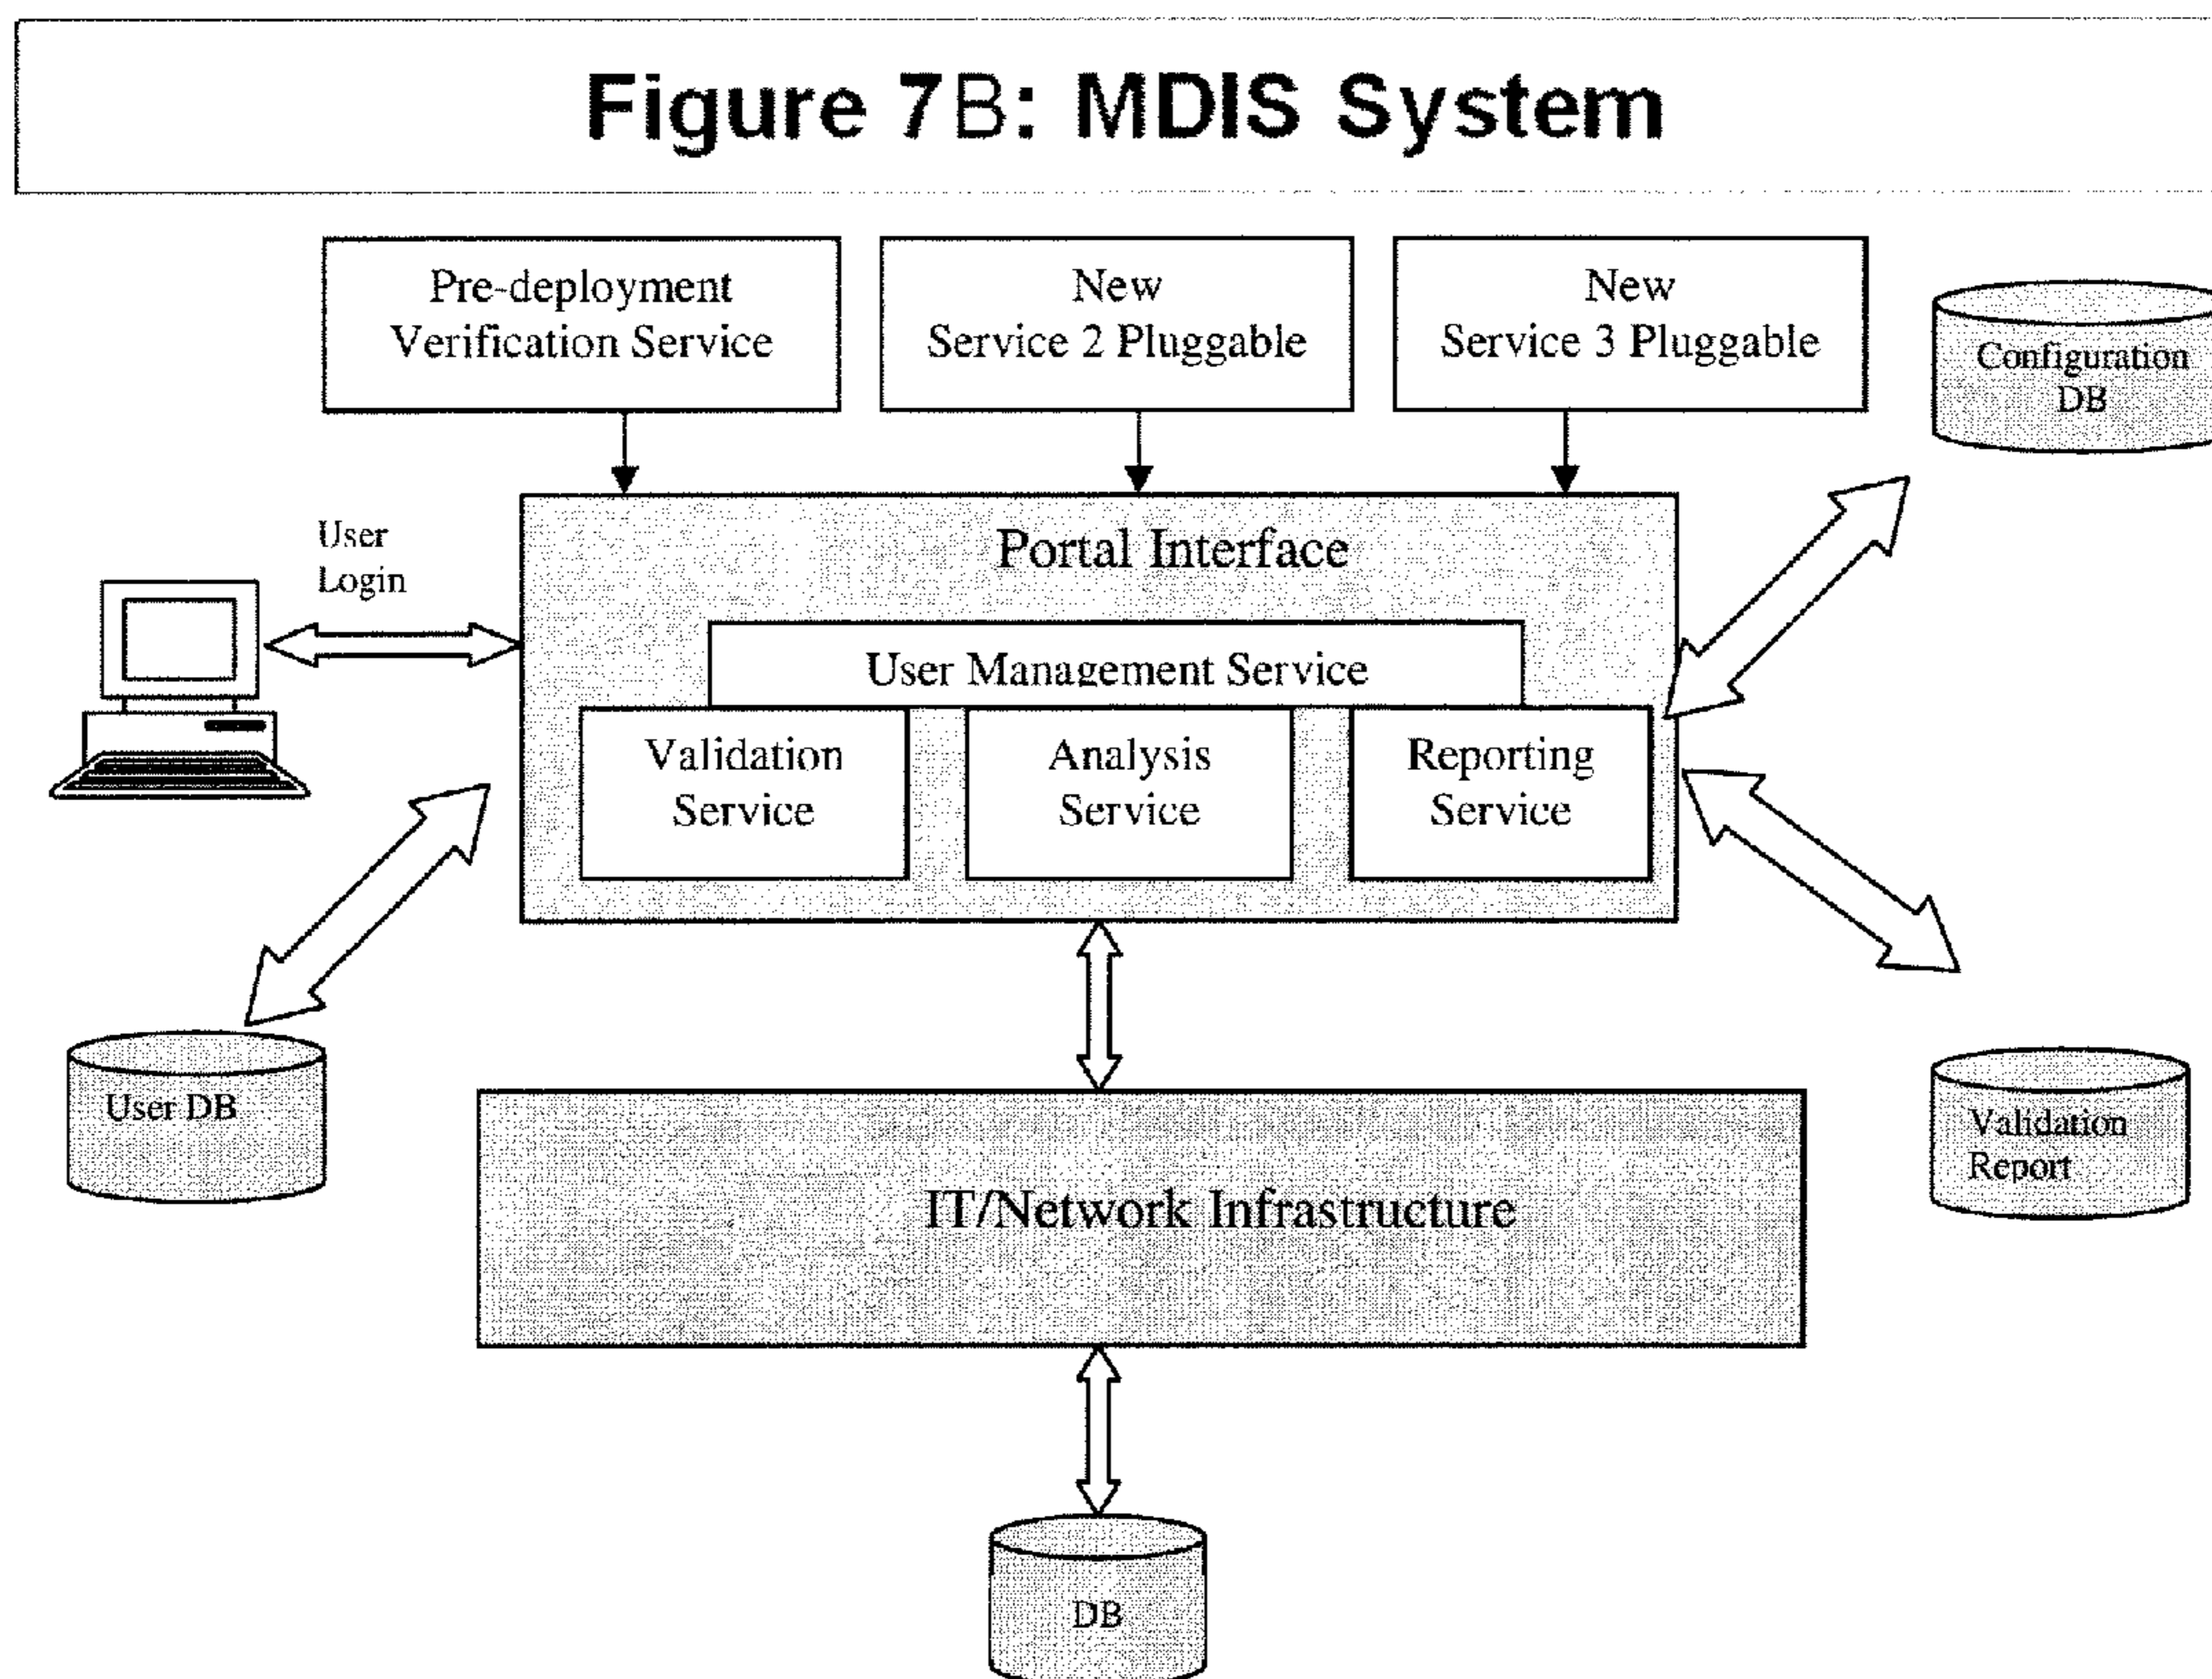 Figure 7B: MDIS System
Pre-deployment
Verification Service
New
Service 2 Pluggable
New
Service 3 Pluggable
Configuration
DB
User
Login
Portal Interface
User Management Service
Validation
Service
Analysis
Service
Reporting
Service
User DB
Validation
Report
IT/Network Infrastructure
DB